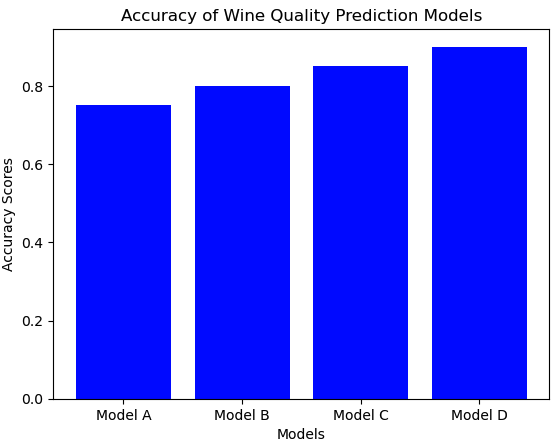 Accuracy of Wine Quality Prediction Models
Accuracy Scores
0.8
0.6
0.4
0.2
0.0
Model A
Model B
Model C
Model D
Models